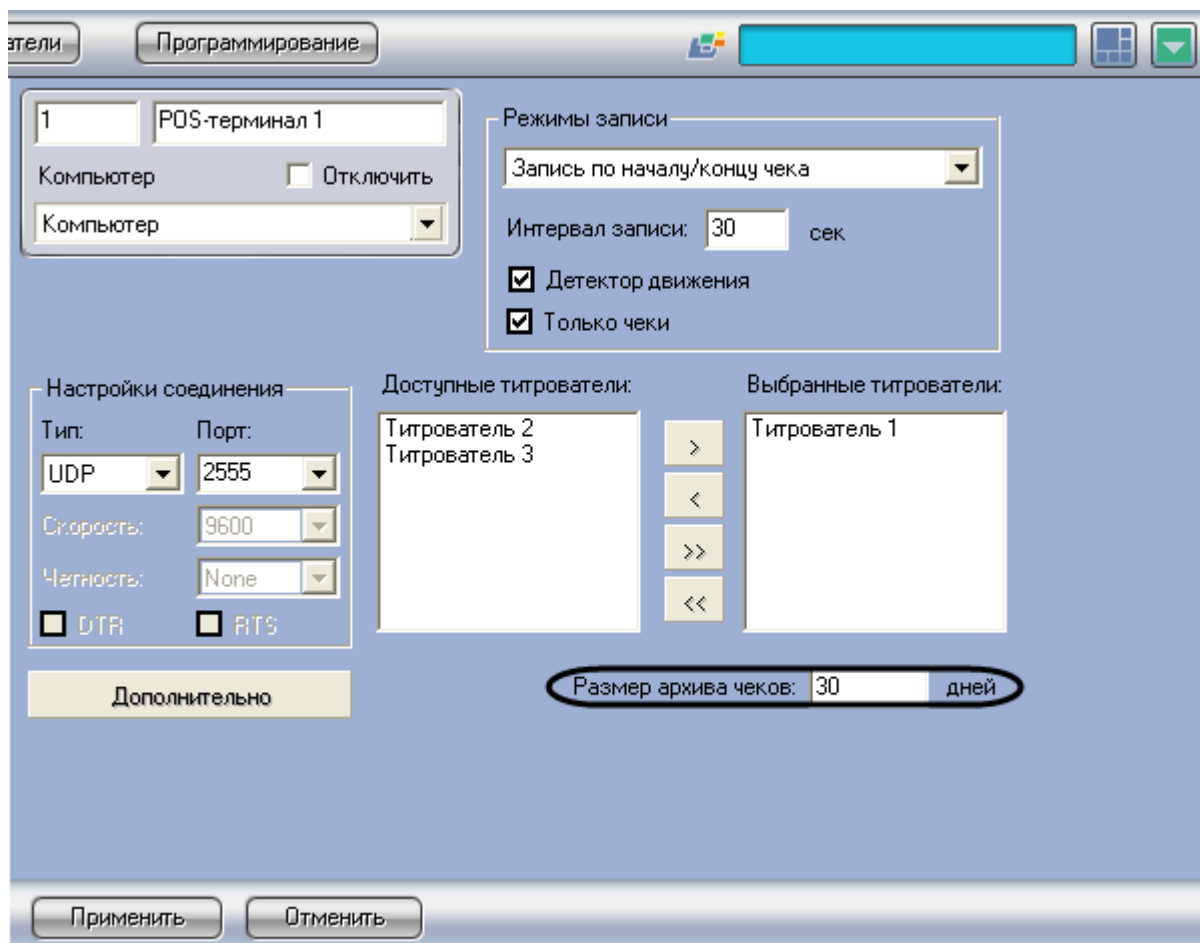 атели
Программирование
1
POS-терминал 1
Компьютер
Отключить
Компьютер
Режимы записи
Запись по началу/концу чека
Интервал записи: 30 сек
Детектор движения
Только чеки
Настройки соединения
Тип: Порт:
UDP 2555
Скорость: 9600
Четность: None
DTR RTS
Дополнительно
Доступные титрователи:
Титрователь 2
Титрователь 3
>
<
>>
<<
Выбранные титрователи:
Титрователь 1
Размер архива чеков: 30 дней
Применить
Отменить